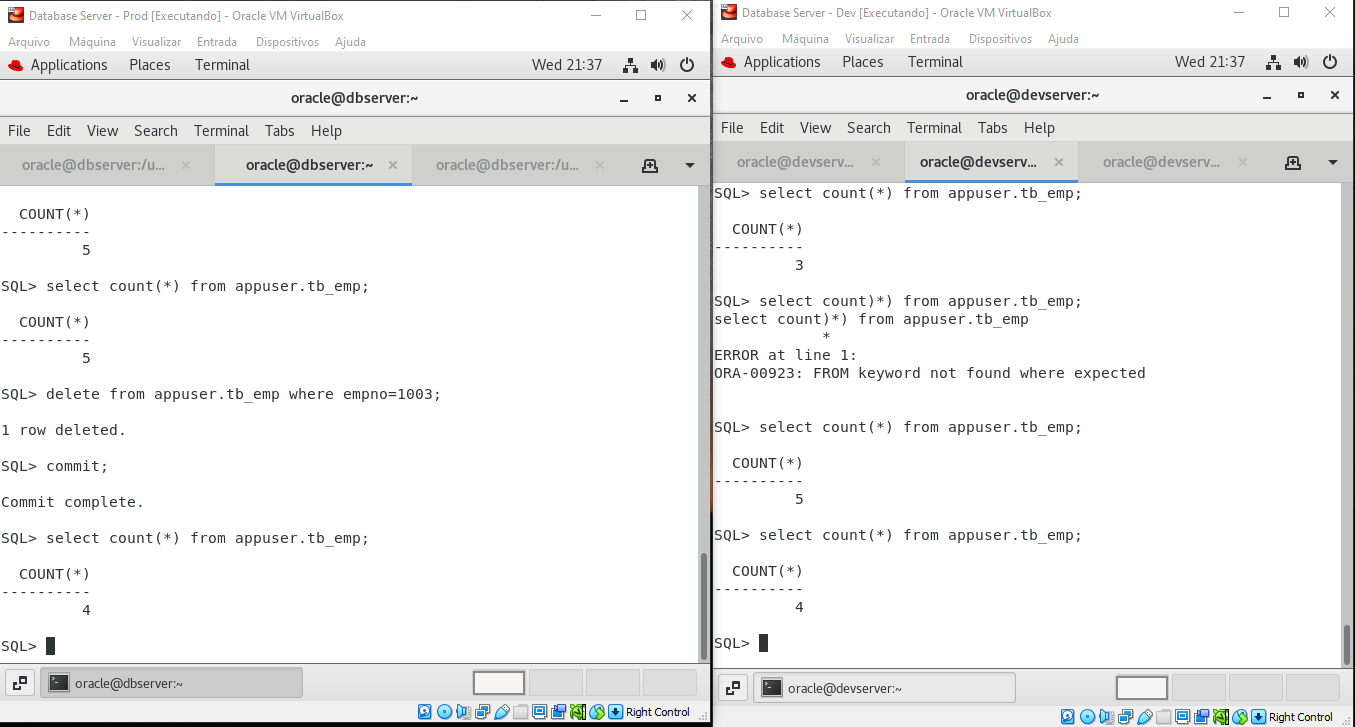 Database Server - Prod [Executando] - Oracle VM VirtualBox
Arquivo Máquina Visualizar Entrada Dispositivos Ajuda
Applications Places Terminal Wed 21:37
oracle@dbserver:~
File Edit View Search Terminal Tabs Help
oracle@dbserver:/u... oracle@dbserver:~ oracle@dbserver:/u...
COUNT(*)
----------
5
SQL> select count(*) from appuser.tb_emp;
COUNT(*)
----------
5
SQL> delete from appuser.tb_emp where empno=1003;
1 row deleted.
SQL> commit;
Commit complete.
SQL> select count(*) from appuser.tb_emp;
COUNT(*)
----------
4
SQL>
oracle@dbserver:~
Right Control
Database Server - Dev [Executando] - Oracle VM VirtualBox
Arquivo Máquina Visualizar Entrada Dispositivos Ajuda
Applications Places Terminal Wed 21:37
oracle@devserver:~
File Edit View Search Terminal Tabs Help
oracle@devserv... oracle@devserv... oracle@devserv...
SQL> select count(*) from appuser.tb_emp;
COUNT(*)
----------
3
SQL> select count)*) from appuser.tb_emp;
select count)*) from appuser.tb_emp
*
ERROR at line 1:
ORA-00923: FROM keyword not found where expected
SQL> select count(*) from appuser.tb_emp;
COUNT(*)
----------
5
SQL> select count(*) from appuser.tb_emp;
COUNT(*)
----------
4
SQL>
oracle@devserver:~
Right Control